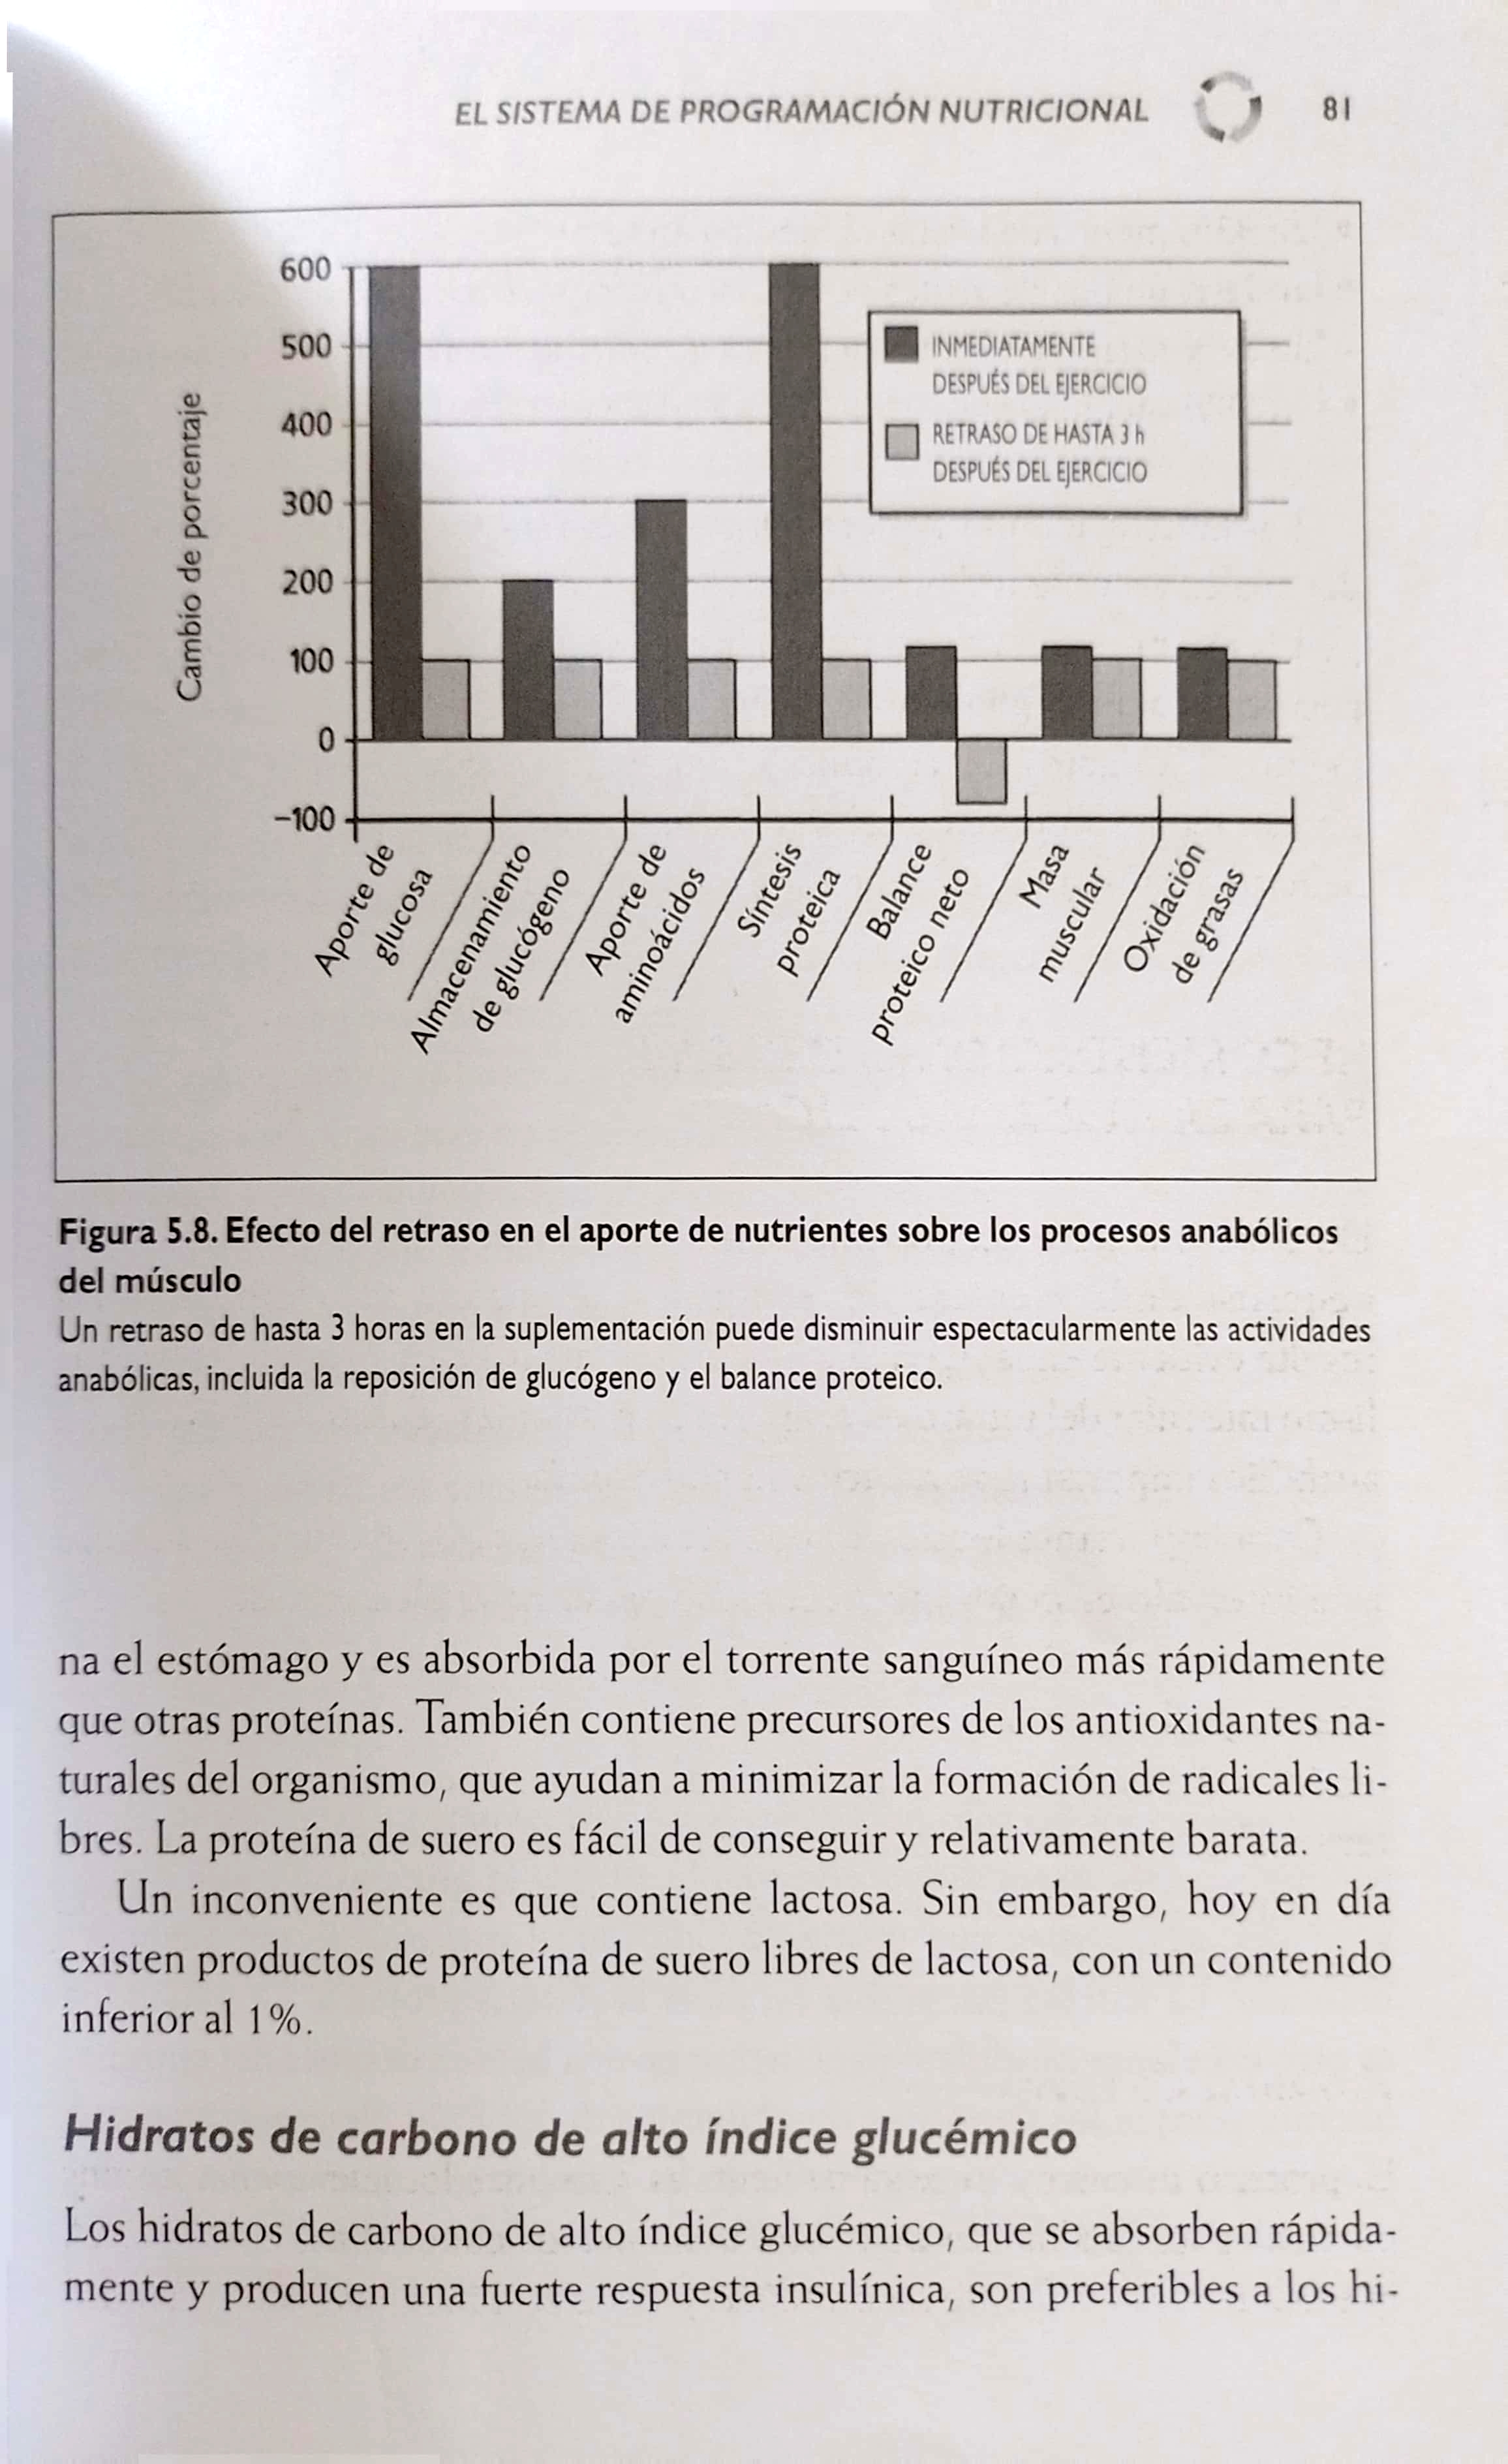 EL SISTEMA DE PROGRAMACIÓN NUTRICIONAL 81
Cambio de porcentaje
600
500
400
300
200
100
0
−100
INMEDIATAMENTE
DESPUÉS DEL EJERCICIO
RETRASO DE HASTA 3 h
DESPUÉS DEL EJERCICIO
Aporte de
glucosa
Almacenamiento
de glucógeno
Aporte de
aminoácidos
Síntesis
proteica
Balance
proteico neto
Masa
muscular
Oxidación
de grasas
Figura 5.8. Efecto del retraso en el aporte de nutrientes sobre los procesos anabólicos
del músculo
Un retraso de hasta 3 horas en la suplementación puede disminuir espectacularmente las actividades
anabólicas, incluida la reposición de glucógeno y el balance proteico.
na el estómago y es absorbida por el torrente sanguíneo más rápidamente
que otras proteínas. También contiene precursores de los antioxidantes na-
turales del organismo, que ayudan a minimizar la formación de radicales li-
bres. La proteína de suero es fácil de conseguir y relativamente barata.
Un inconveniente es que contiene lactosa. Sin embargo, hoy en día
existen productos de proteína de suero libres de lactosa, con un contenido
inferior al 1%.
Hidratos de carbono de alto índice glucémico
Los hidratos de carbono de alto índice glucémico, que se absorben rápida-
mente y producen una fuerte respuesta insulínica, son preferibles a los hi-